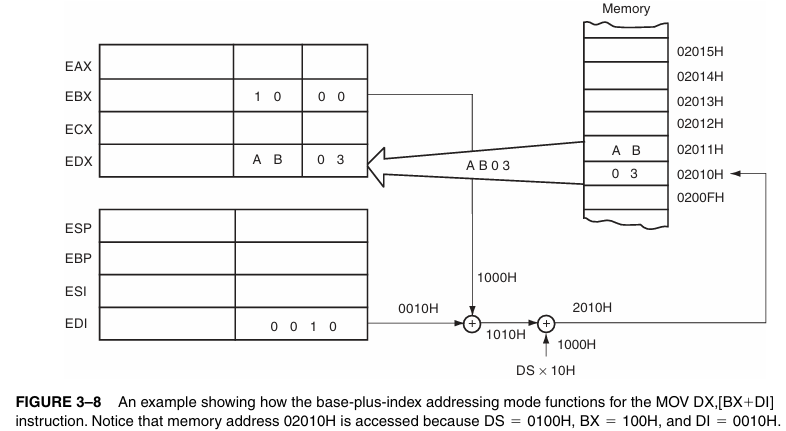 Memory
02015H
EAX
02014H
EBX 1 0 0 0
02013H
ECX
02012H
EDX A B 0 3
A B 0 3
A B 02011H
0 3 02010H
0200FH
ESP
EBP
ESI
1000H
EDI 0 0 1 0
0010H
+
1010H
+
2010H
1000H
DS × 10H
FIGURE 3–8 An example showing how the base-plus-index addressing mode functions for the MOV DX,[BX+DI]
instruction. Notice that memory address 02010H is accessed because DS = 0100H, BX = 100H, and DI = 0010H.